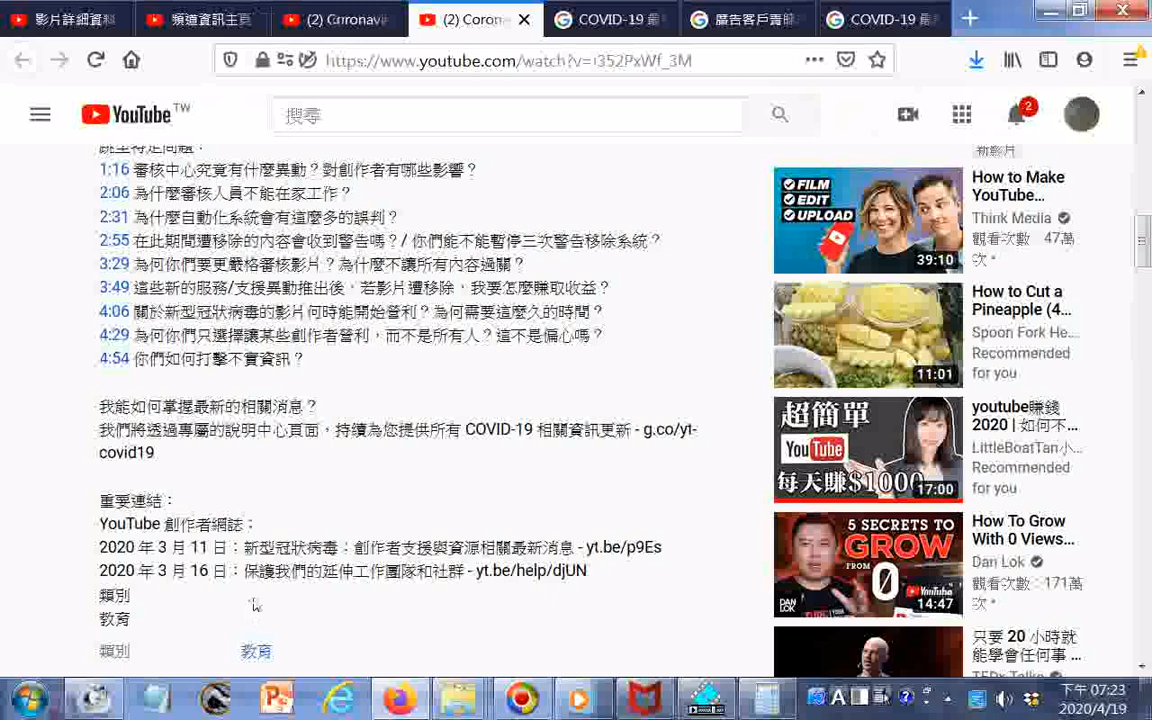 影片詳細資料
頻道資訊主頁
(2) Coronav
(2) Coron
COVID-19 最
廣告客戶青睞
COVID-19 最
https://www.youtube.com/watch?v=
YouTube TW
搜尋
2
跳至特定問題：
1:16 審核中心究竟有什麼異動？對創作者有哪些影響？
2:06 為什麼審核人員不能在家工作？
2:31 為什麼自動化系統會有這麼多的誤判？
2:55 在此期間遭移除的內容會收到警告嗎？/ 你們能不能暫停三次警告移除系統？
3:29 為何你們要更嚴格審核影片？為什麼不讓所有內容過關？
3:49 這些新的服務/支援異動推出後，若影片遭移除，我要怎麼賺取收益？
4:06 關於新型冠狀病毒的影片何時能開始營利？為何需要這麼久的時間？
4:29 為何你們只選擇讓某些創作者營利，而不是所有人？這不是偏心嗎？
4:54 你們如何打擊不實資訊？
我能如何掌握最新的相關消息？
我們將透過專屬的說明中心頁面，持續為您提供所有 COVID-19 相關資訊更新 - g.co/yt-
covid19
重要連結：
YouTube 創作者網誌：
2020 年 3 月 11 日：新型冠狀病毒：創作者支援與資源相關最新消息 - yt.be/p9Es
2020 年 3 月 16 日：保護我們的延伸工作團隊和社群 - yt.be/help/djUN
類別
教育
類別 教育
新影片
FILM
EDIT
UPLOAD
39:10
How to Make
YouTube...
Think Media
觀看次數：47萬
次・
11:01
How to Cut a
Pineapple (4...
Spoon Fork He...
Recommended
for you
超簡單
YouTube
每天賺$1000
17:00
youtube賺錢
2020 | 如何不...
LittleBoatTan小...
Recommended
for you
5 SECRETS TO
GROW
FROM
0
YouTube
DAN
LOK
14:47
How To Grow
With 0 Views...
Dan Lok
觀看次數：171萬
次・
只要 20 小時就
能學會任何事 ...
TEDx Talks
下午 07:23
2020/4/19